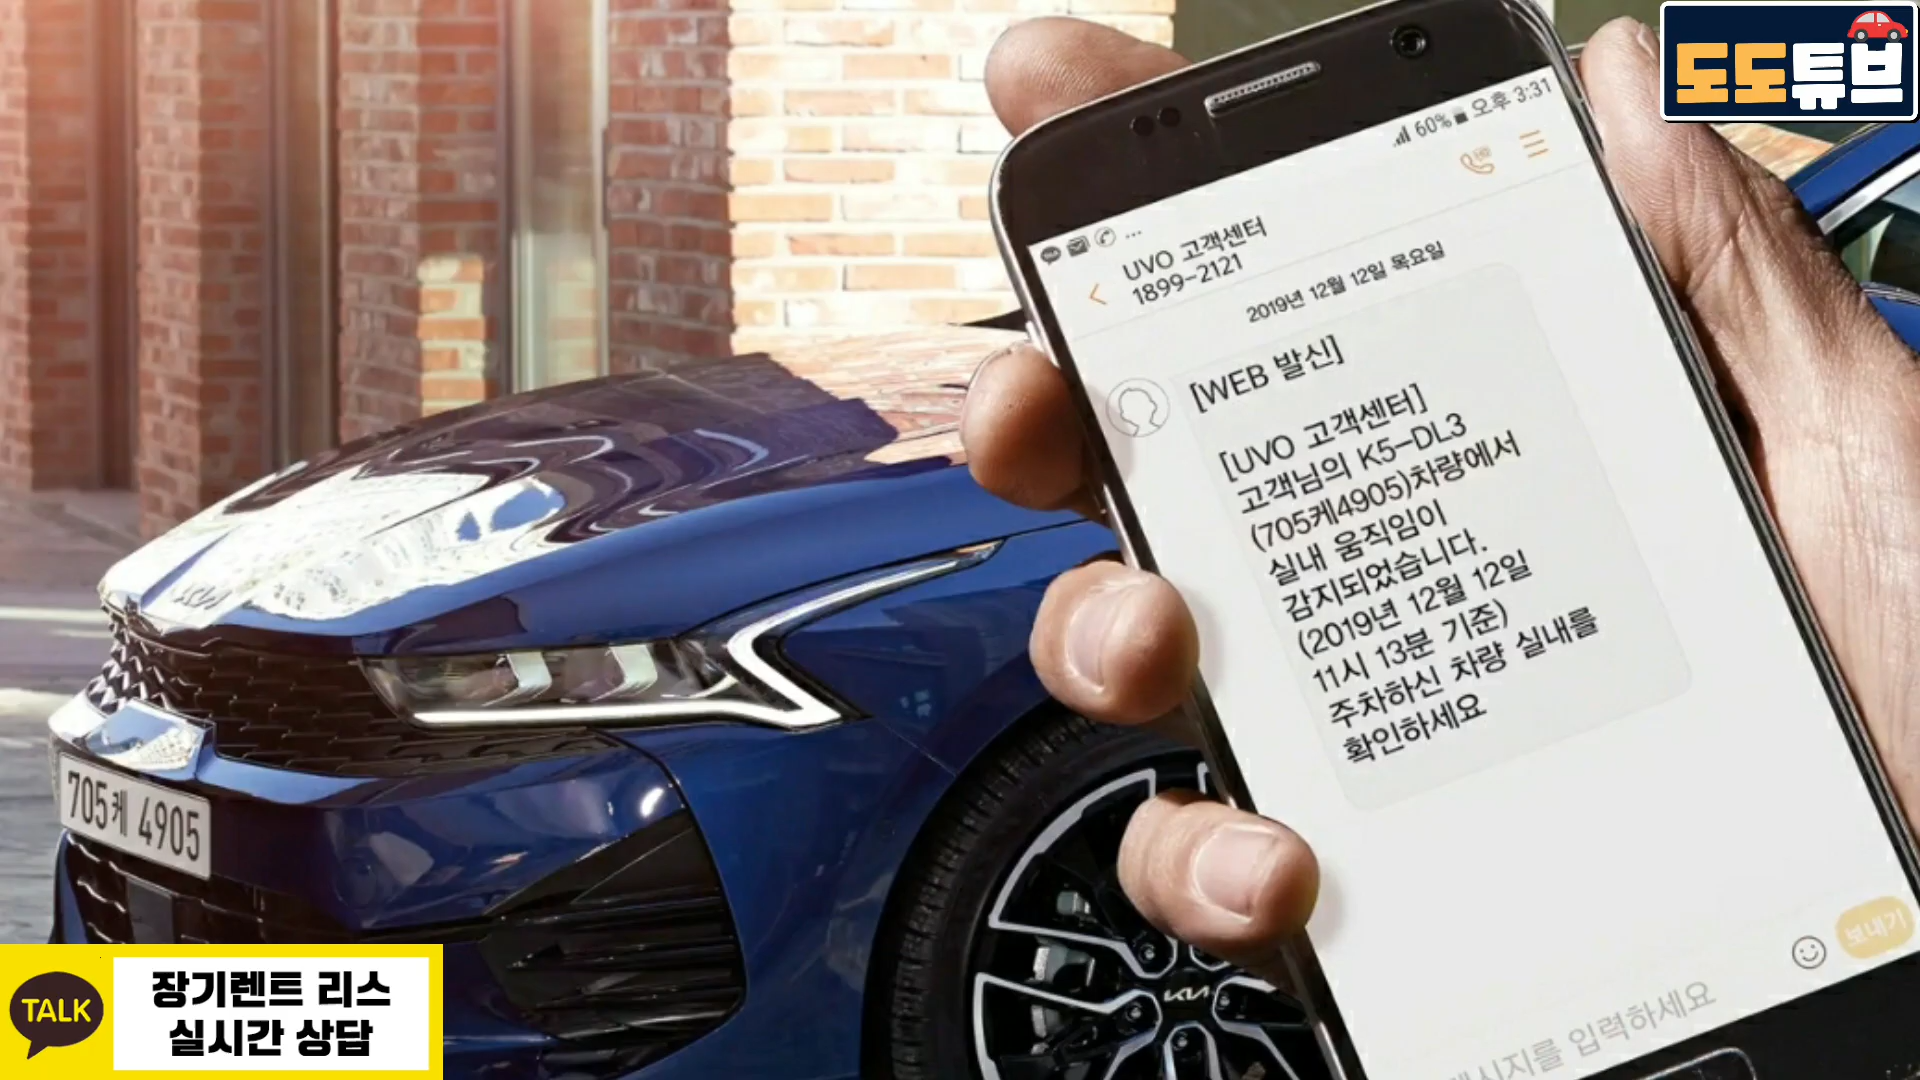 도도튜브
60% 오후 3:31
UVO 고객센터
1899-2121
2019년 12월 12일 목요일
[WEB 발신]
[UVO 고객센터]
고객님의 K5-DL3
(705케4905)차량에서
실내 움직임이
감지되었습니다.
(2019년 12월 12일
11시 13분 기준)
주차하신 차량 실내를
확인하세요
보내기
메시지를 입력하세요
KIA
705케 4905
KIA
TALK
장기렌트 리스
실시간 상담